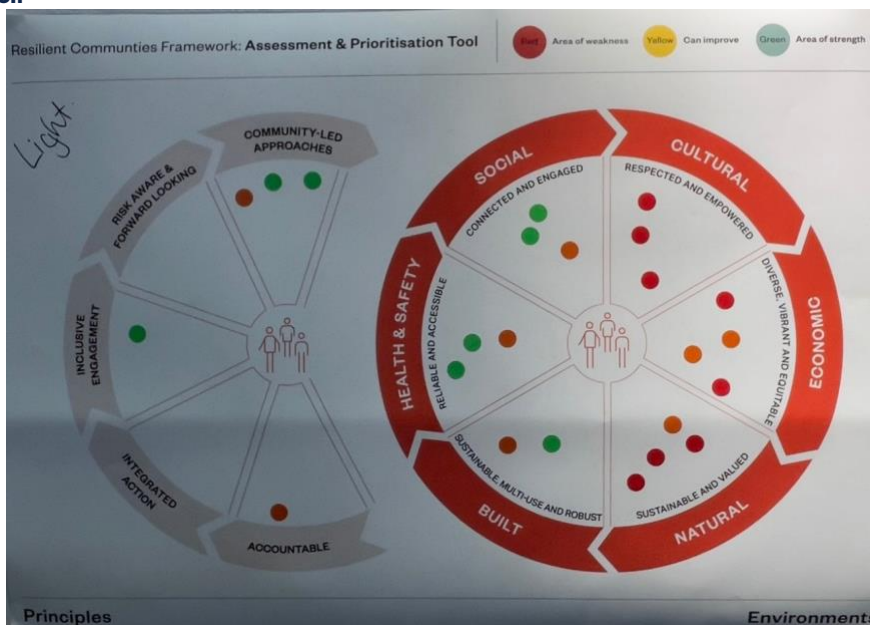 Resilient Communties Framework: Assessment & Prioritisation Tool
Red Area of weakness
Yellow Can improve
Green Area of strength
Light.
COMMUNITY-LED
APPROACHES
RISK AWARE &
FORWARD LOOKING
INCLUSIVE
ENGAGEMENT
INTEGRATED
ACTION
ACCOUNTABLE
SOCIAL
CONNECTED AND ENGAGED
CULTURAL
RESPECTED AND EMPOWERED
ECONOMIC
DIVERSE, VIBRANT AND EQUITABLE
NATURAL
SUSTAINABLE AND VALUED
BUILT
SUSTAINABLE, MULTI-USE AND ROBUST
HEALTH & SAFETY
RELIABLE AND ACCESSIBLE
Principles
Environments